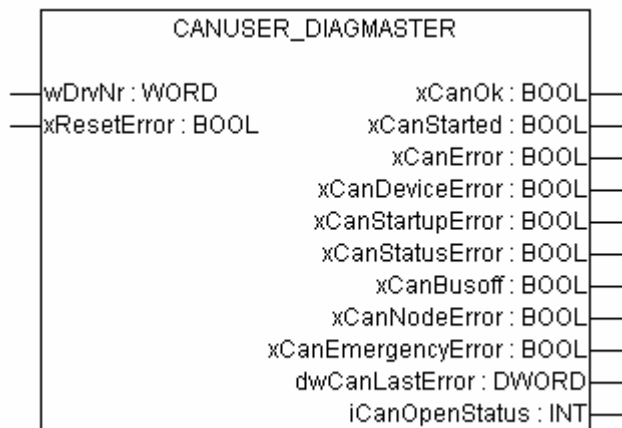 CANUSER_DIAGMASTER
wDrvNr : WORD xCanOk : BOOL
xResetError : BOOL xCanStarted : BOOL
xCanError : BOOL
xCanDeviceError : BOOL
xCanStartupError : BOOL
xCanStatusError : BOOL
xCanBusoff : BOOL
xCanNodeError : BOOL
xCanEmergencyError : BOOL
dwCanLastError : DWORD
iCanOpenStatus : INT